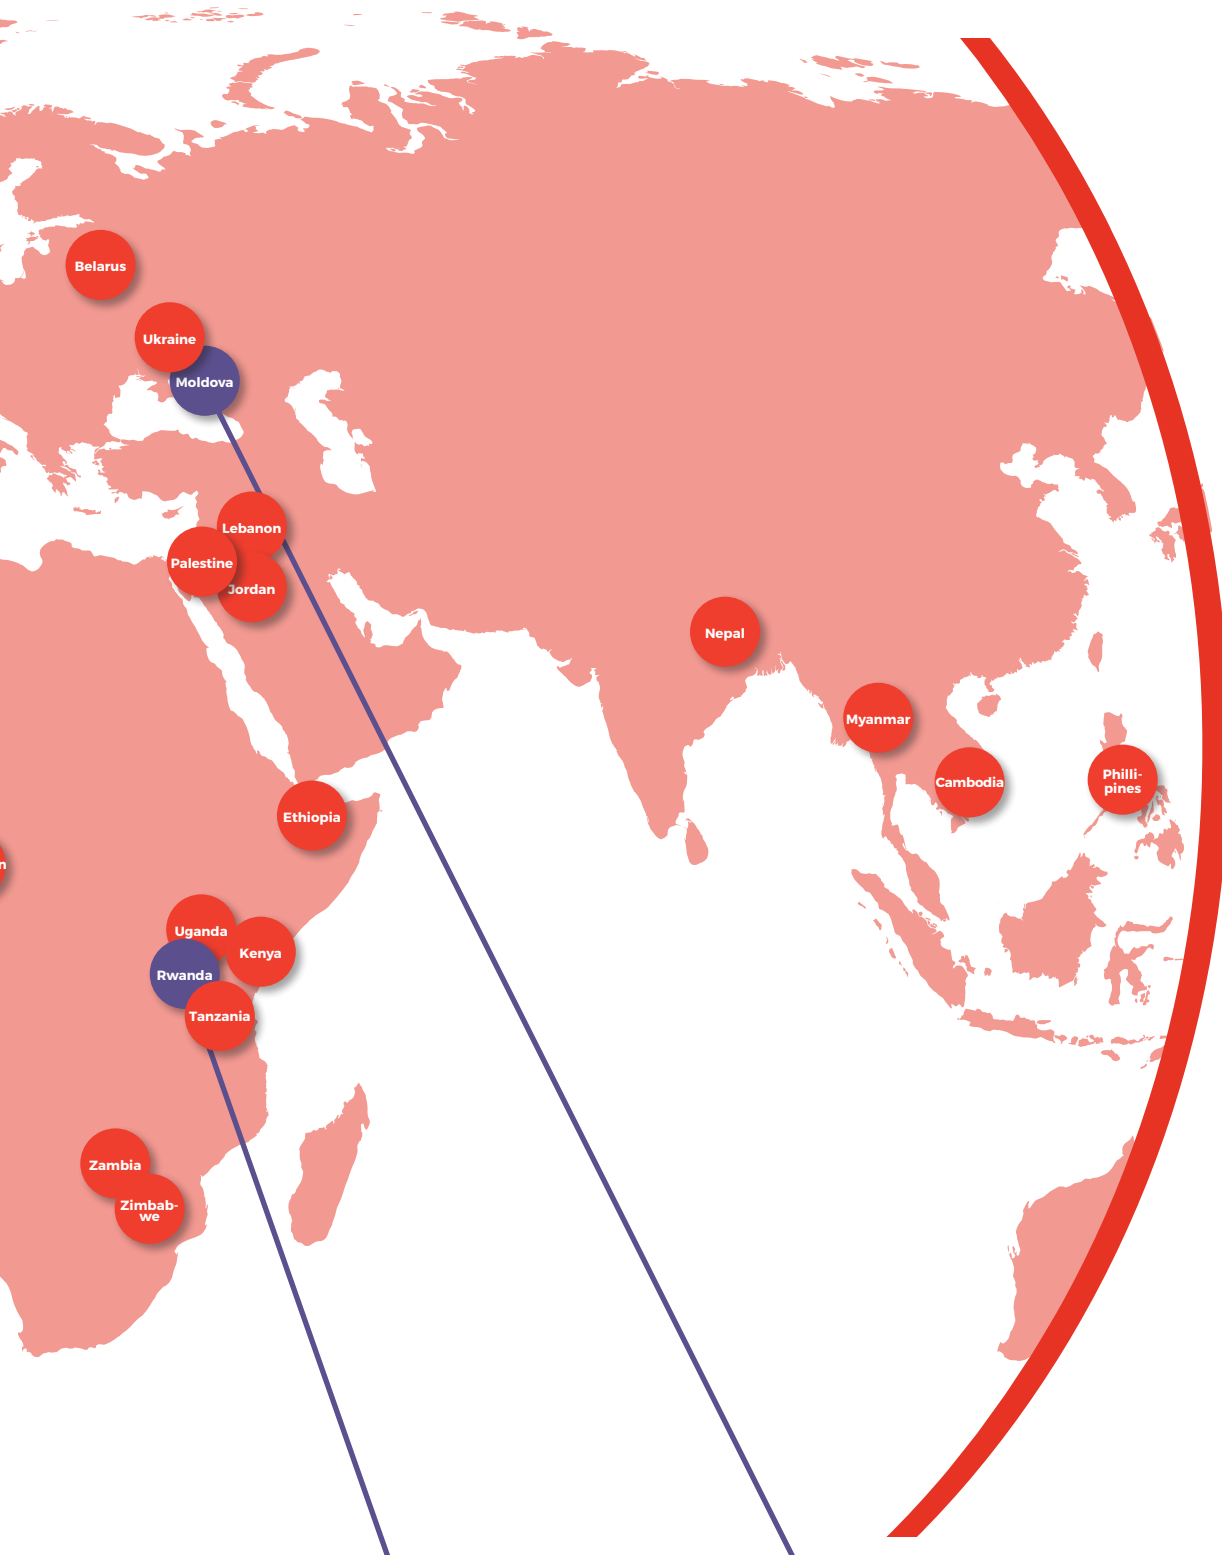 Belarus
Ukraine
Moldova
Lebanon
Palestine
Jordan
Nepal
Myanmar
Cambodia
Philli-
pines
Ethiopia
n
Uganda
Kenya
Rwanda
Tanzania
Zambia
Zimbab-
we